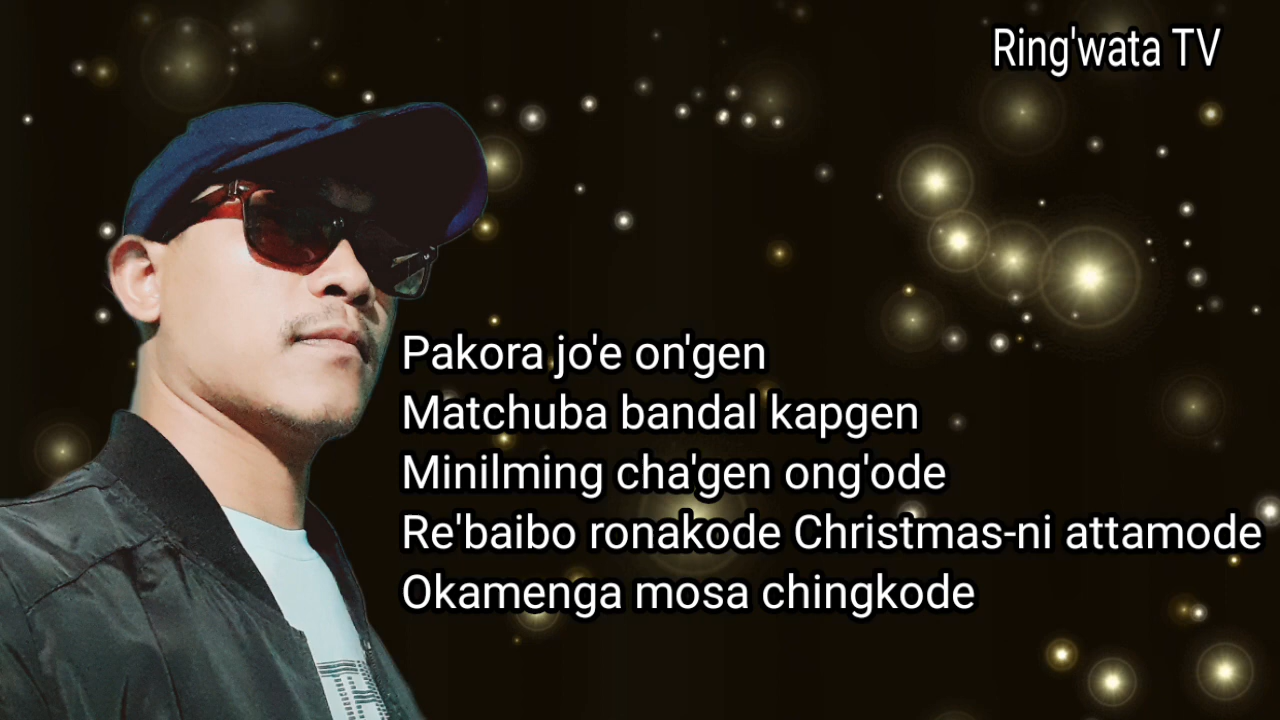 Ring'wata TV
Pakora jo'e on'gen
Matchuba bandal kapgen
Minilming cha'gen ong'ode
Re'baibo ronakode Christmas-ni attamode
Okamenga mosa chingkode